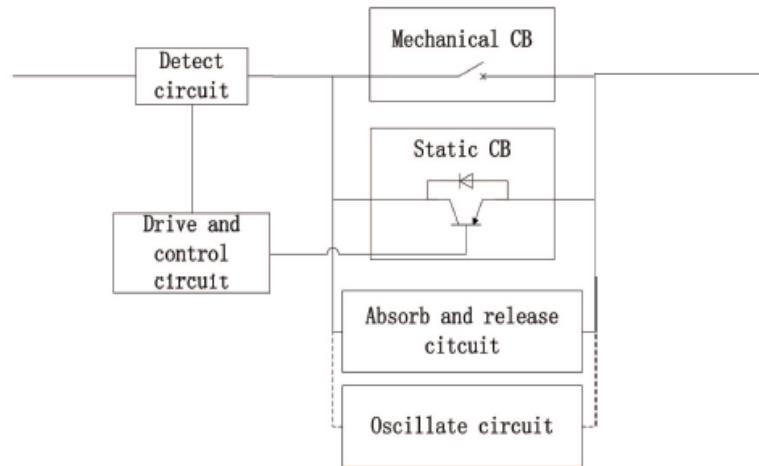 Mechanical CB
Detect
circuit
Static CB
Drive and
control
circuit
Absorb and release
citcuit
Oscillate circuit